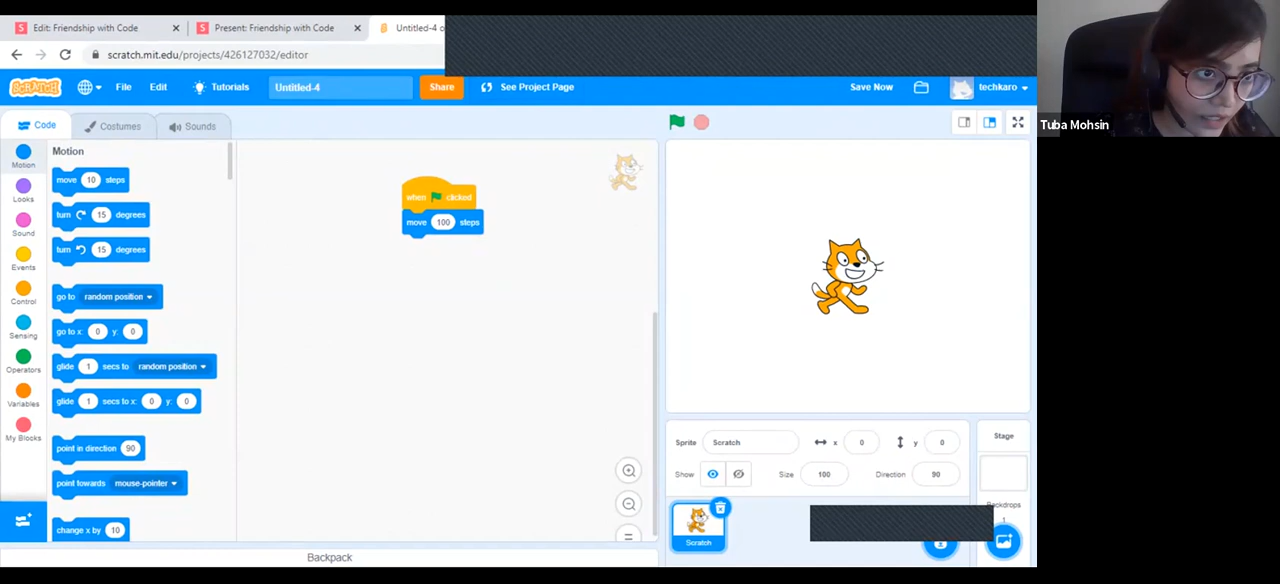 Edit: Friendship with Code
Present: Friendship with Code
Untitled-4 o
scratch.mit.edu/projects/426127032/editor
SCRATCH
File
Edit
Tutorials
Untitled-4
Share
See Project Page
Save Now
techkaro
Tuba Mohsin
Code
Costumes
Sounds
Motion
Looks
Sound
Events
Control
Sensing
Operators
Variables
My Blocks
Motion
move 10 steps
turn 15 degrees
turn 15 degrees
go to random position
go to x: 0 y: 0
glide 1 secs to random position
glide 1 secs to x: 0 y: 0
point in direction 90
point towards mouse-pointer
change x by 10
when clicked
move 100 steps
Sprite Scratch x 0 y 0
Show Size 100 Direction 90
Scratch
Stage
Backdrops
1
Backpack